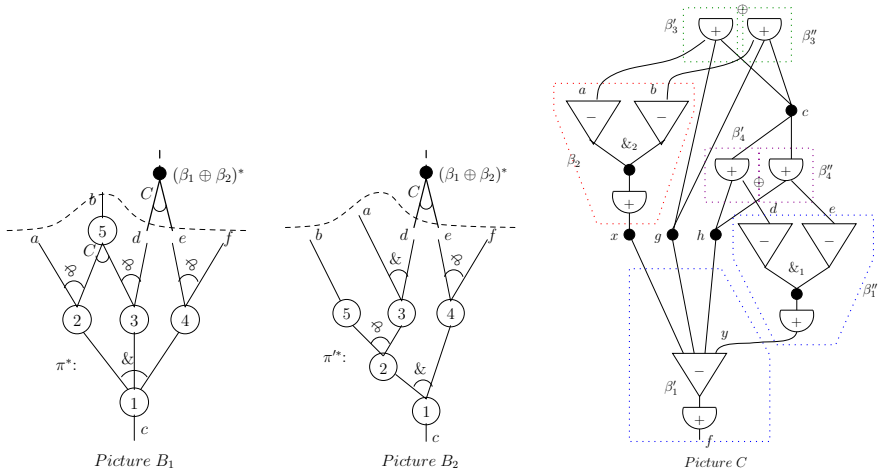 b
(β₁ ⊕ β₂)*
C
a
5
d
e
f
C
⅋
⅋
⅋
2
3
4
π*:
&
1
c
Picture B₁
(β₁ ⊕ β₂)*
C
a
b
d
e
f
&
⅋
5
3
4
⅋
π′*:
2
&
1
c
Picture B₂
⊕
β′₃
+
+
β″₃
a
b
−
−
c
&₂
β₂
β′₄
+
+
β″₄
⊕
+
d
e
x
g
h
−
−
&₁
β″₁
+
y
−
β′₁
+
f
Picture C